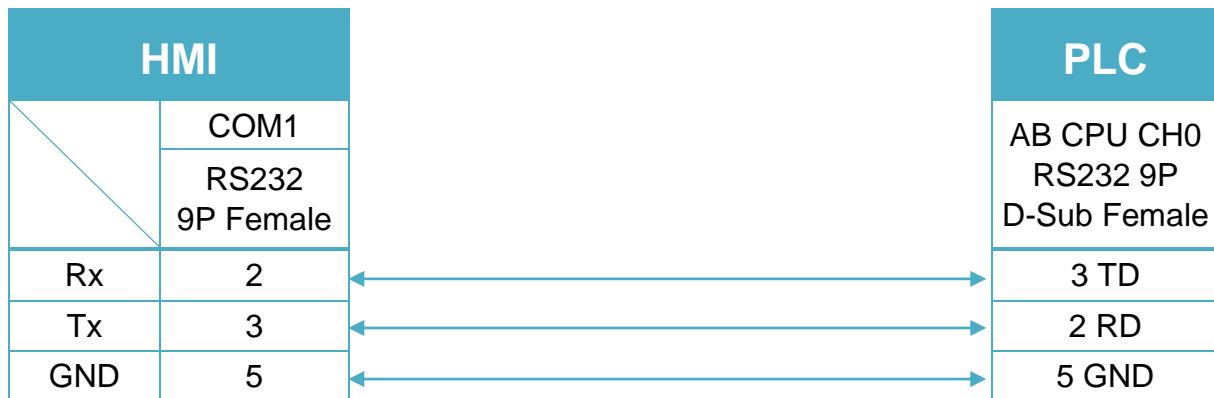 HMI
PLC
COM1
RS232
9P Female
AB CPU CH0
RS232 9P
D-Sub Female
Rx 2 3 TD
Tx 3 2 RD
GND 5 5 GND